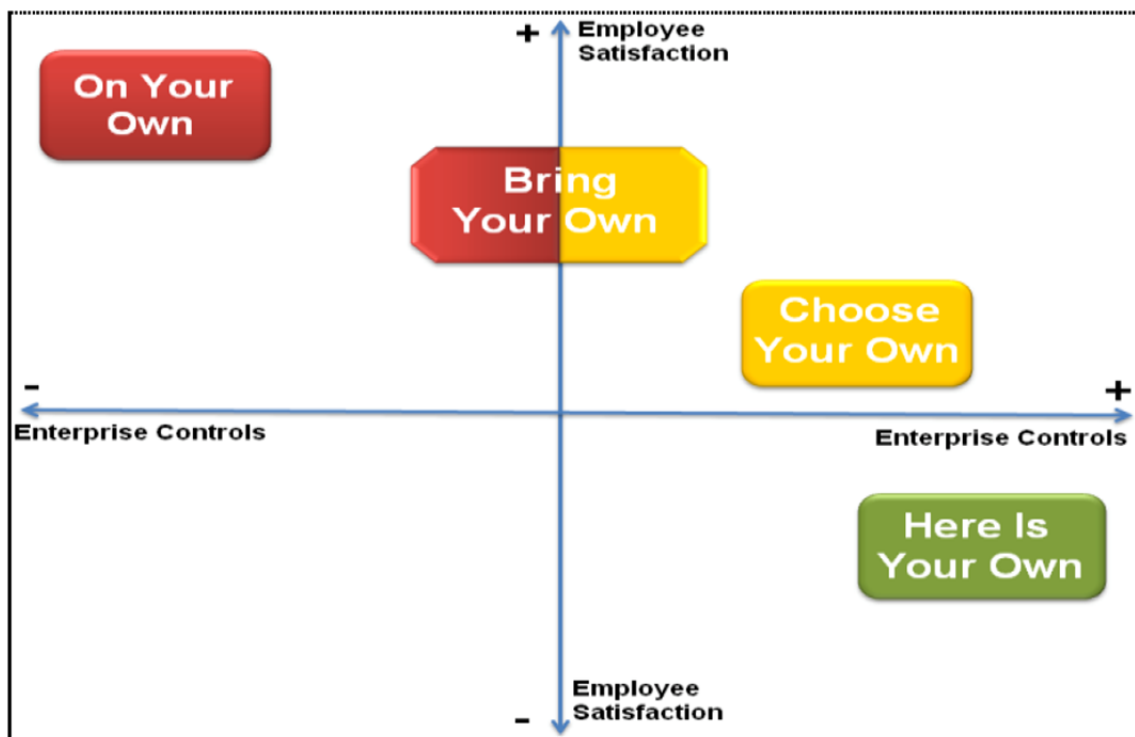 +
Employee
Satisfaction
On Your
Own
Bring
Your Own
Choose
Your Own
-
+
Enterprise Controls
Enterprise Controls
Here Is
Your Own
Employee
Satisfaction
-